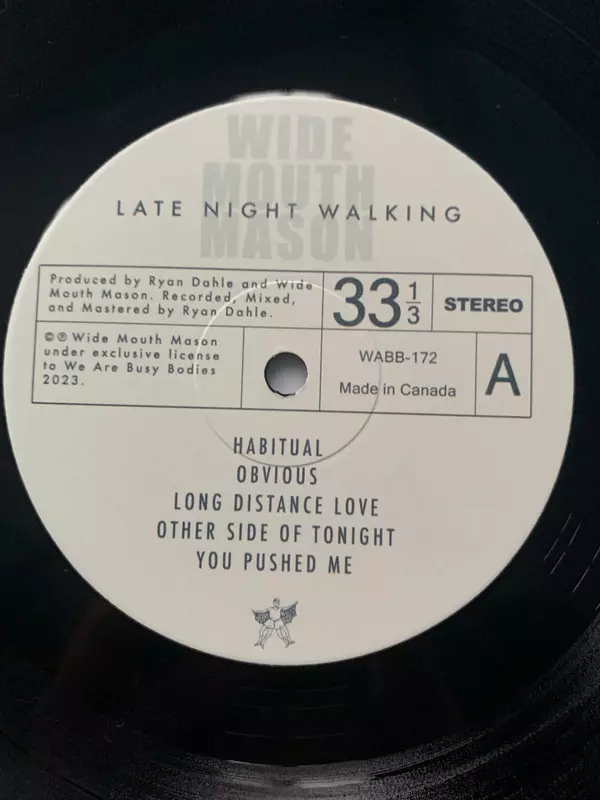 WIDE
MOUTH
MASON
LATE NIGHT WALKING
Produced by Ryan Dahle and Wide
Mouth Mason. Recorded, Mixed,
and Mastered by Ryan Dahle.
33 1/3
STEREO
©℗ Wide Mouth Mason
under exclusive license
to We Are Busy Bodies
2023.
WABB-172
Made in Canada
A
HABITUAL
OBVIOUS
LONG DISTANCE LOVE
OTHER SIDE OF TONIGHT
YOU PUSHED ME